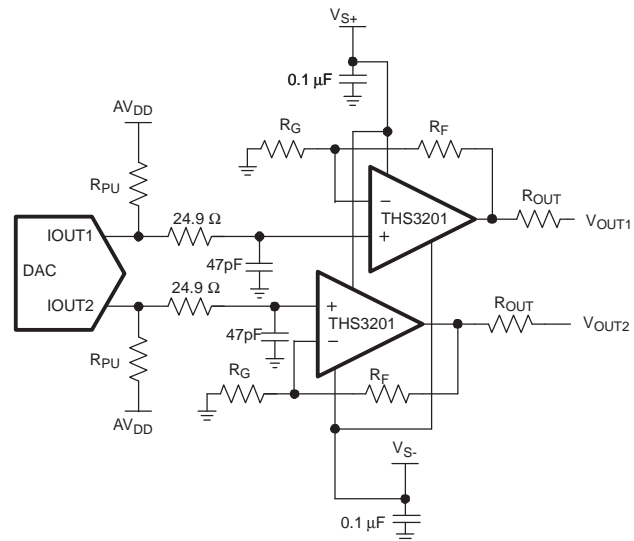 VS+
0.1 µF
AVDD
RG
RF
RPU
THS3201
ROUT
VOUT1
24.9 Ω
IOUT1
47pF
DAC
24.9 Ω
IOUT2
THS3201
ROUT
VOUT2
47pF
RPU
RG
RF
AVDD
VS-
0.1 µF
− 
+
+
−